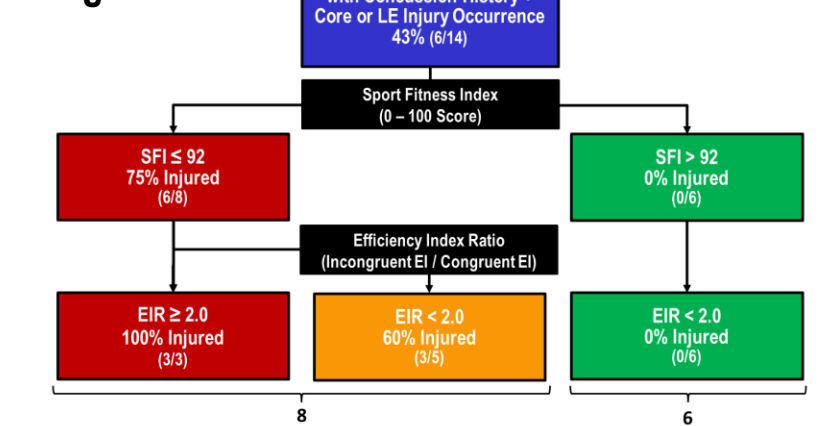 with Concussion History
Core or LE Injury Occurrence
43% (6/14)
Sport Fitness Index
(0 – 100 Score)
SFI ≤ 92
75% Injured
(6/8)
SFI > 92
0% Injured
(0/6)
Efficiency Index Ratio
(Incongruent EI / Congruent EI)
EIR ≥ 2.0
100% Injured
(3/3)
EIR < 2.0
60% Injured
(3/5)
EIR < 2.0
0% Injured
(0/6)
8
6